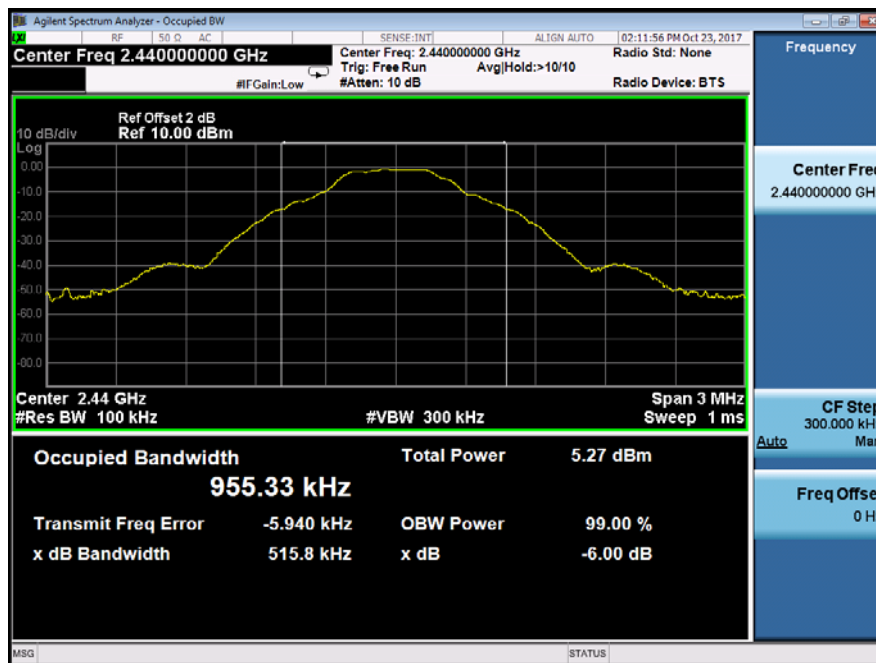 Agilent Spectrum Analyzer - Occupied BW
LXI RF 50 Ω AC SENSE:INT ALIGN AUTO 02:11:56 PM Oct 23, 2017
Center Freq 2.440000000 GHz
Center Freq: 2.440000000 GHz
Radio Std: None
Trig: Free Run Avg|Hold:>10/10
#IFGain:Low
#Atten: 10 dB
Radio Device: BTS
Ref Offset 2 dB
10 dB/div Ref 10.00 dBm
Log
0.00
-10.0
-20.0
-30.0
-40.0
-50.0
-60.0
-70.0
-80.0
Center 2.44 GHz
Span 3 MHz
#Res BW 100 kHz
#VBW 300 kHz
Sweep 1 ms
Occupied Bandwidth
955.33 kHz
Total Power 5.27 dBm
Transmit Freq Error -5.940 kHz
OBW Power 99.00 %
x dB Bandwidth 515.8 kHz
x dB -6.00 dB
MSG
STATUS
Frequency
Center Fre
2.440000000 GH
CF Step
300.000 kH
Auto Ma
Freq Offse
0 H